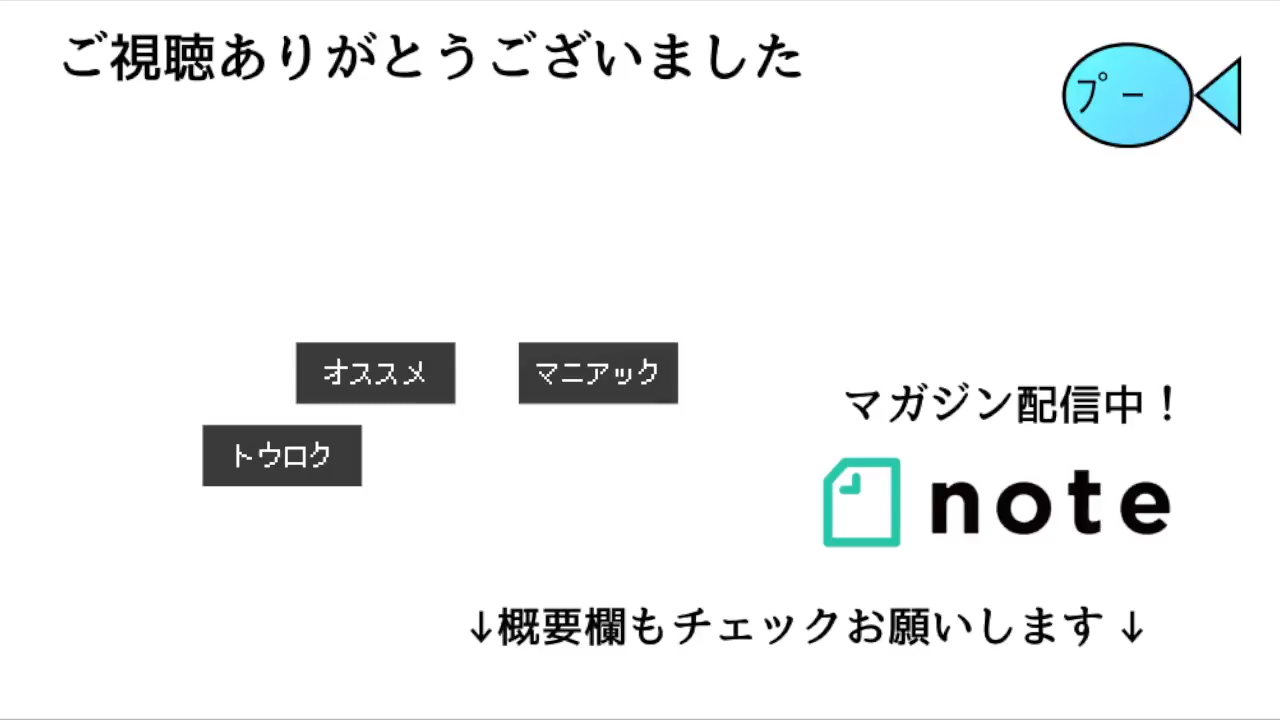 ご視聴ありがとうございました
プー
オススメ
マニアック
トウロク
マガジン配信中！
note
↓概要欄もチェックお願いします↓